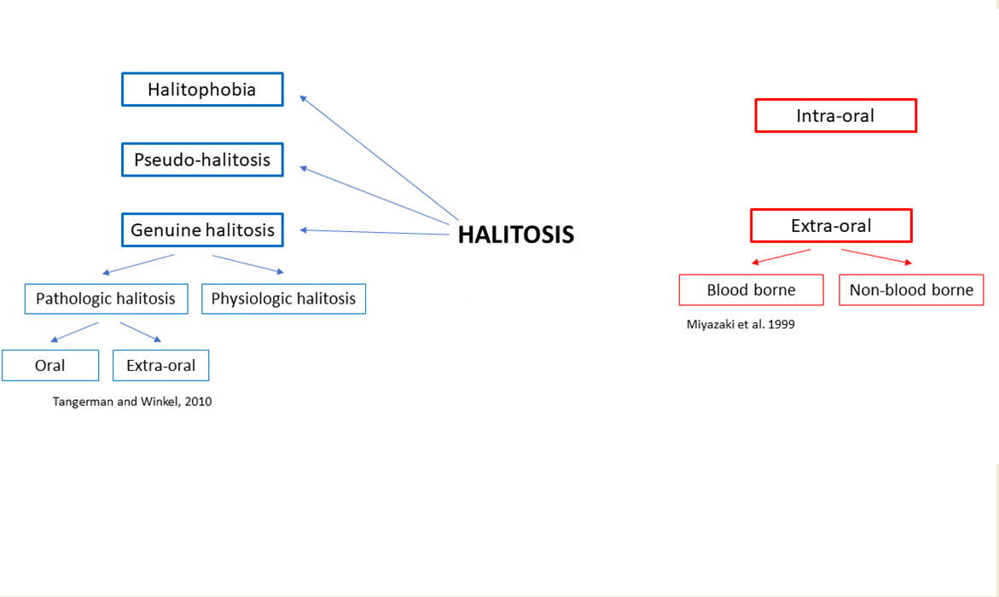 Halitophobia
Pseudo-halitosis
Genuine halitosis
Pathologic halitosis
Physiologic halitosis
Oral
Extra-oral
Tangerman and Winkel, 2010
HALITOSIS
Intra-oral
Extra-oral
Blood borne
Non-blood borne
Miyazaki et al. 1999